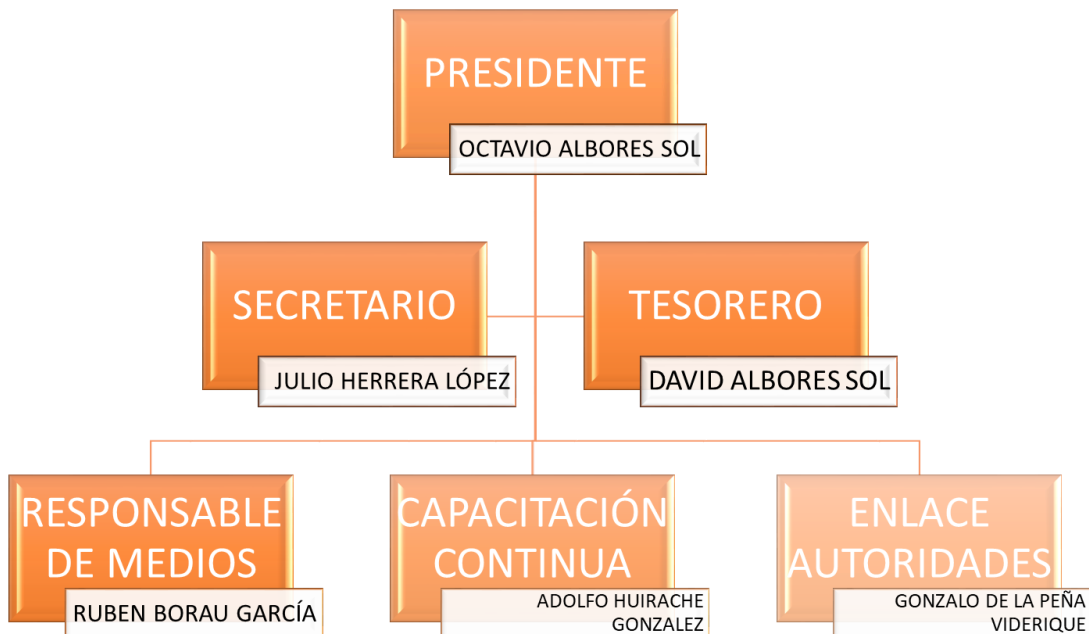 PRESIDENTE
OCTAVIO ALBORES SOL
SECRETARIO
JULIO HERRERA LÓPEZ
TESORERO
DAVID ALBORES SOL
RESPONSABLE
DE MEDIOS
RUBEN BORAU GARCÍA
CAPACITACIÓN
CONTINUA
ADOLFO HUIRACHE
GONZALEZ
ENLACE
AUTORIDADES
GONZALO DE LA PEÑA
VIDERIQUE